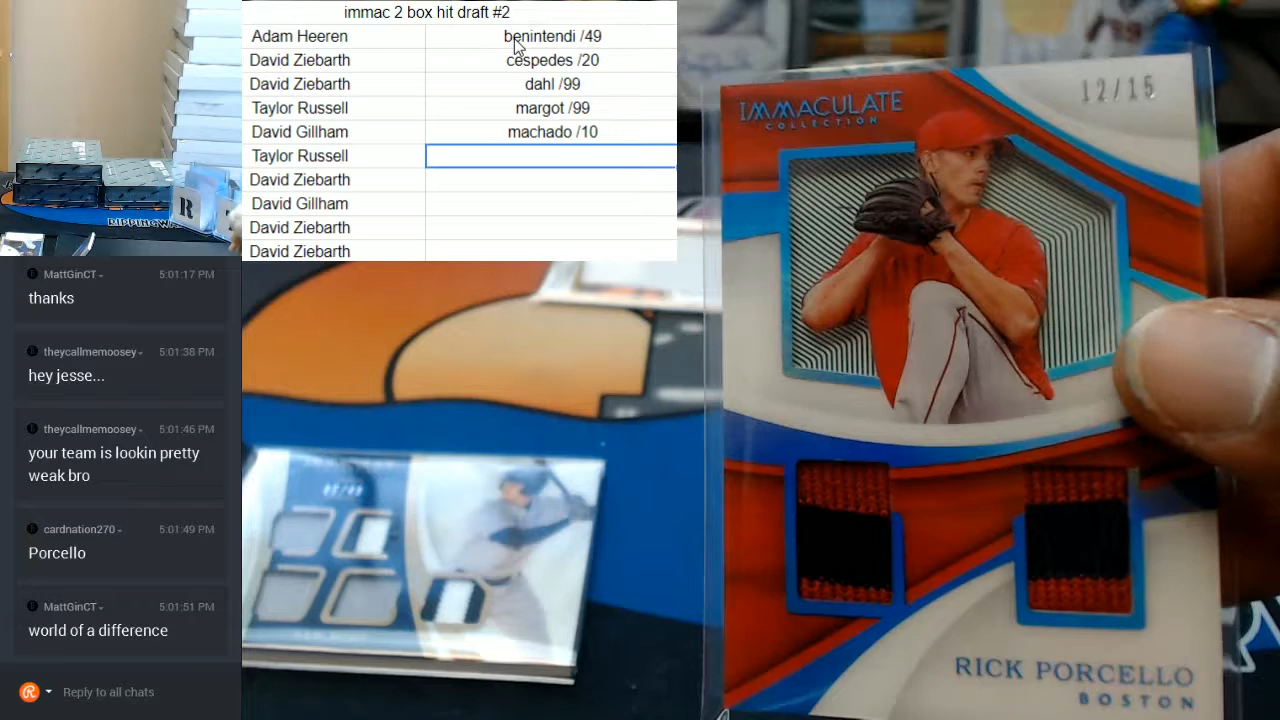 immac 2 box hit draft #2
Adam Heeren benintendi /49
David Ziebarth cespedes /20
David Ziebarth dahl /99
Taylor Russell margot /99
David Gillham machado /10
Taylor Russell
David Ziebarth
David Gillham
David Ziebarth
David Ziebarth
R
MattGinCT 5:01:17 PM
thanks
theycallmemoosey 5:01:38 PM
hey jesse...
theycallmemoosey 5:01:46 PM
your team is lookin pretty
weak bro
cardnation270 5:01:49 PM
Porcello
MattGinCT 5:01:51 PM
world of a difference
Reply to all chats
12/15
IMMACULATE
COLLECTION
RICK PORCELLO
BOSTON